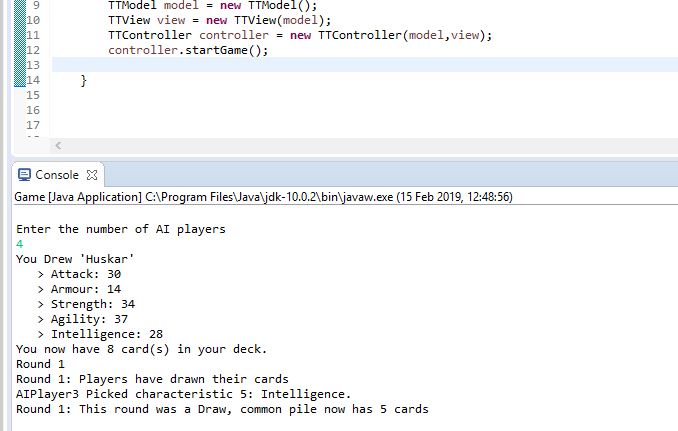 9 TTModel model = new TTModel();
10 TTView view = new TTView(model);
11 TTController controller = new TTController(model,view);
12 controller.startGame();
13
14 }
15
16
17
Console
Game [Java Application] C:\Program Files\Java\jdk-10.0.2\bin\javaw.exe (15 Feb 2019, 12:48:56)
Enter the number of AI players
4
You Drew 'Huskar'
> Attack: 30
> Armour: 14
> Strength: 34
> Agility: 37
> Intelligence: 28
You now have 8 card(s) in your deck.
Round 1
Round 1: Players have drawn their cards
AIPlayer3 Picked characteristic 5: Intelligence.
Round 1: This round was a Draw, common pile now has 5 cards